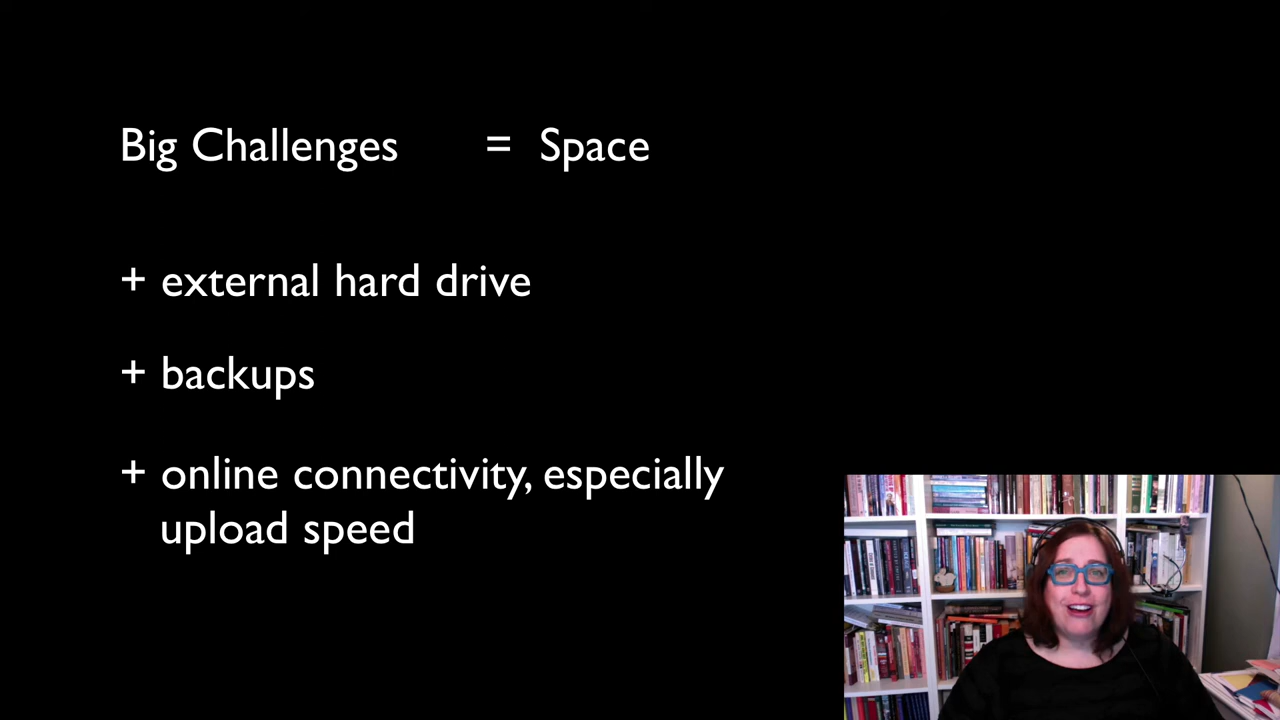 Big Challenges = Space
+ external hard drive
+ backups
+ online connectivity, especially
upload speed